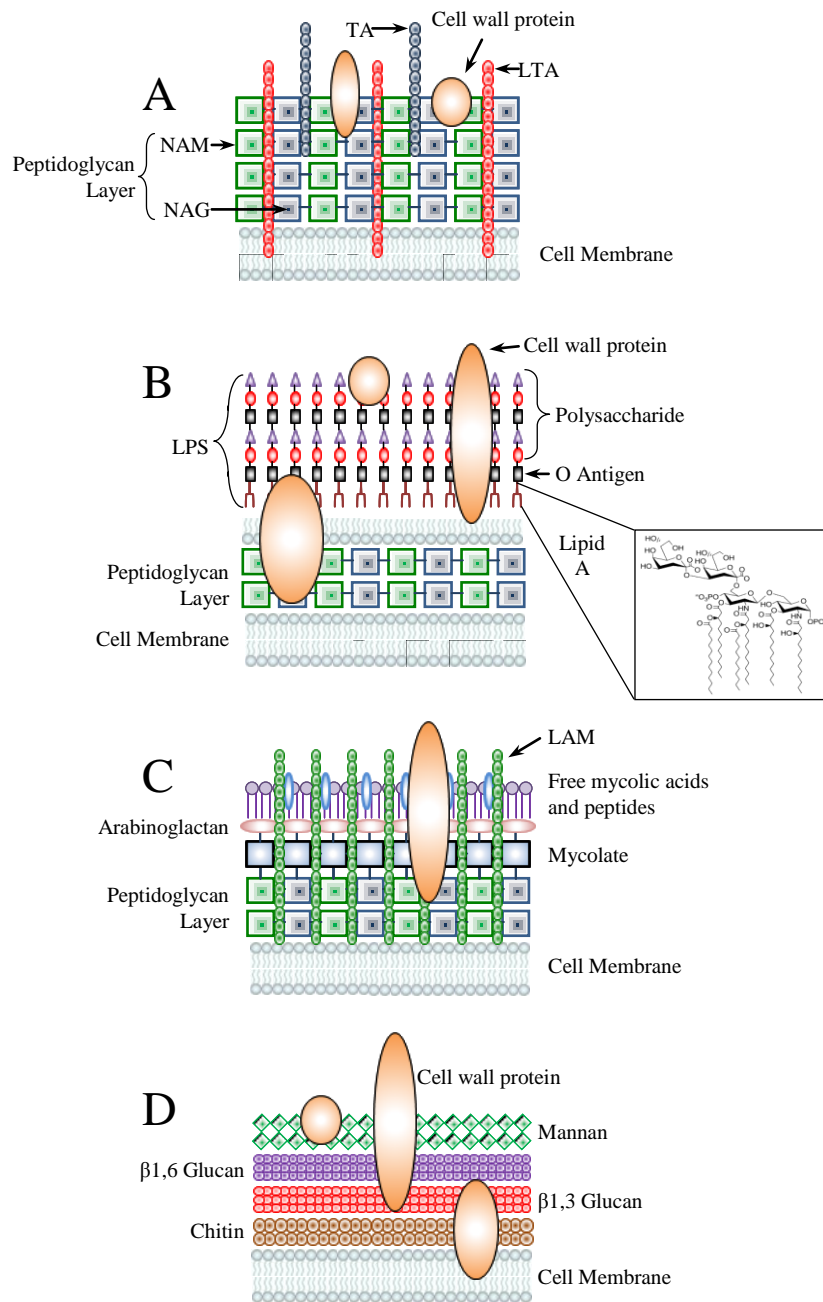 A
TA
Cell wall protein
LTA
NAM
Peptidoglycan
Layer
NAG
Cell Membrane
B
Cell wall protein
LPS
Polysaccharide
O Antigen
Lipid
A
Peptidoglycan
Layer
Cell Membrane
C
LAM
Free mycolic acids
and peptides
Arabinoglactan
Mycolate
Peptidoglycan
Layer
Cell Membrane
D
Cell wall protein
Mannan
β1,6 Glucan
β1,3 Glucan
Chitin
Cell Membrane